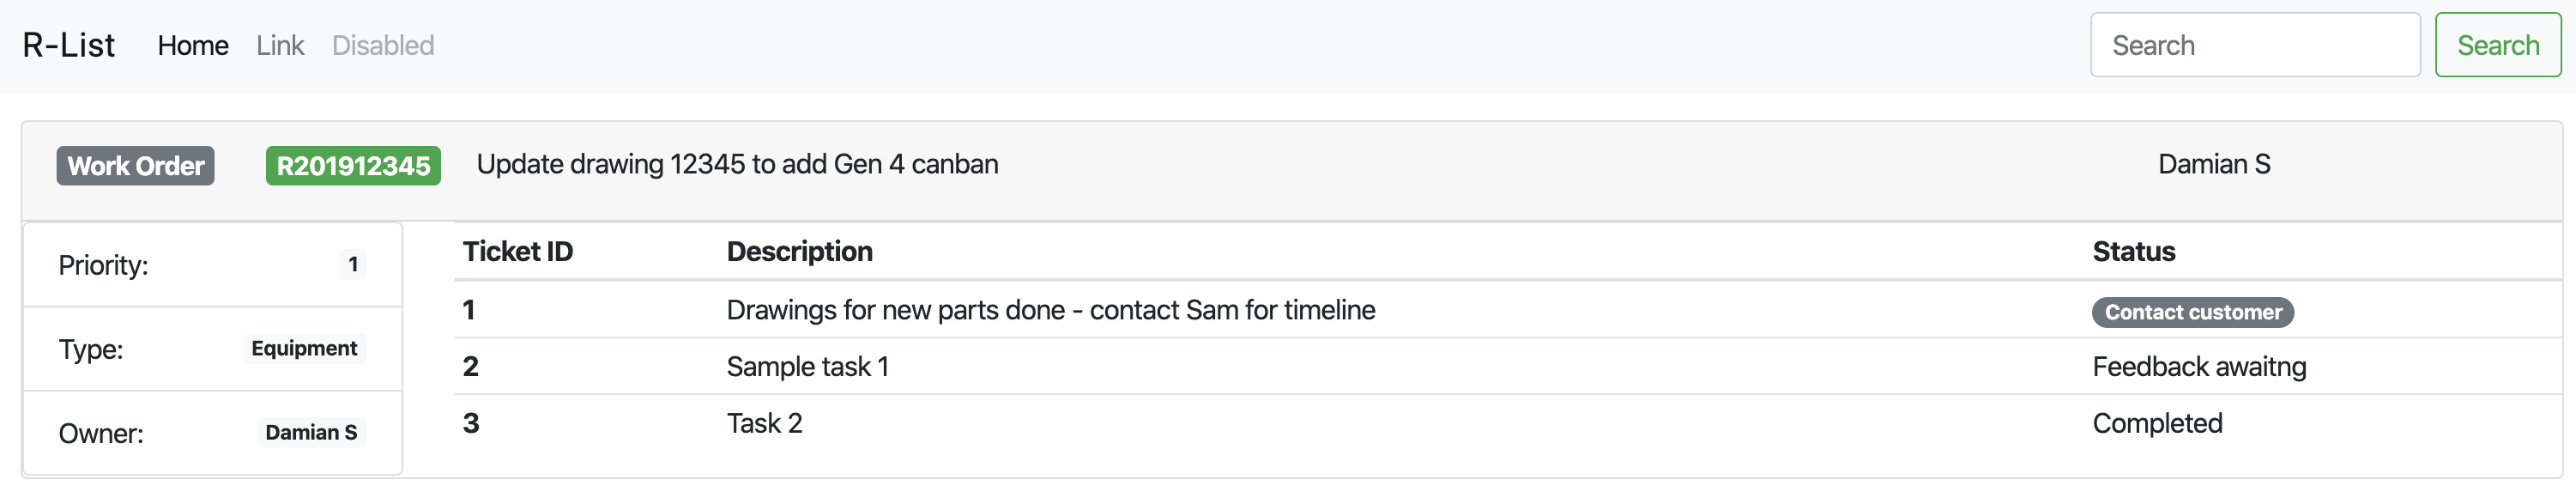 R-List Home Link Disabled Search Search
Work Order R201912345 Update drawing 12345 to add Gen 4 canban Damian S
Priority: 1
Type: Equipment
Owner: Damian S
Ticket ID Description Status
1 Drawings for new parts done - contact Sam for timeline Contact customer
2 Sample task 1 Feedback awaitng
3 Task 2 Completed